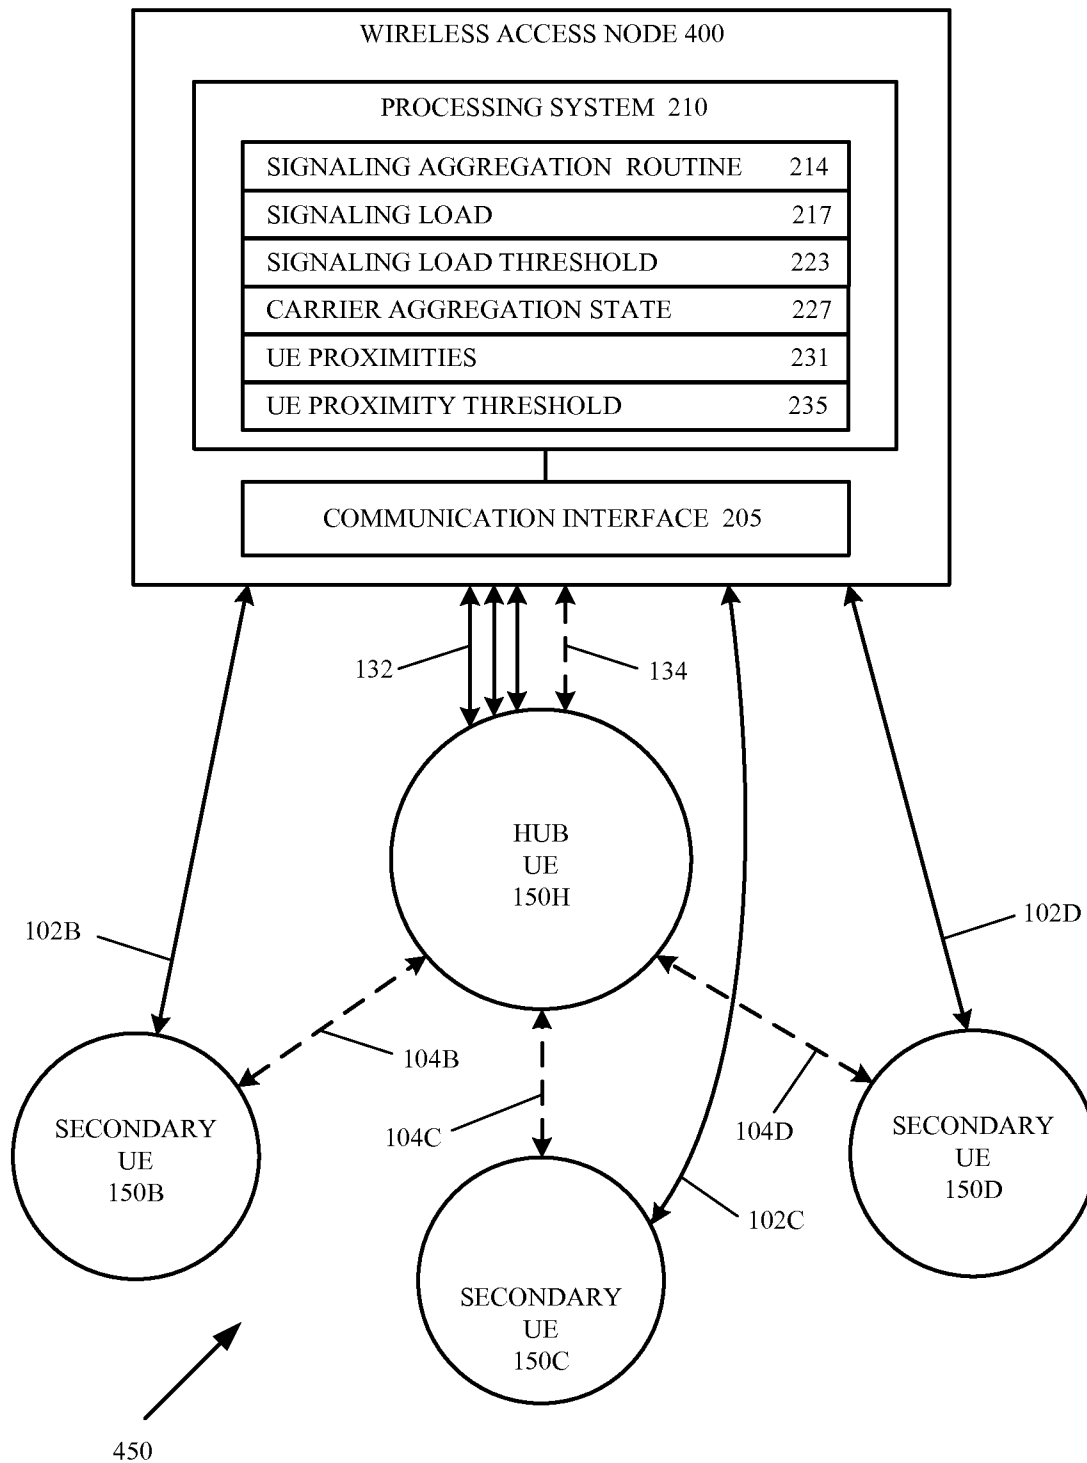 WIRELESS ACCESS NODE 400
PROCESSING SYSTEM 210
SIGNALING AGGREGATION ROUTINE 214
SIGNALING LOAD 217
SIGNALING LOAD THRESHOLD 223
CARRIER AGGREGATION STATE 227
UE PROXIMITIES 231
UE PROXIMITY THRESHOLD 235
COMMUNICATION INTERFACE 205
132
134
HUB
UE
150H
102B
102D
104B
104C
104D
SECONDARY
UE
150B
SECONDARY
UE
150D
102C
SECONDARY
UE
150C
450